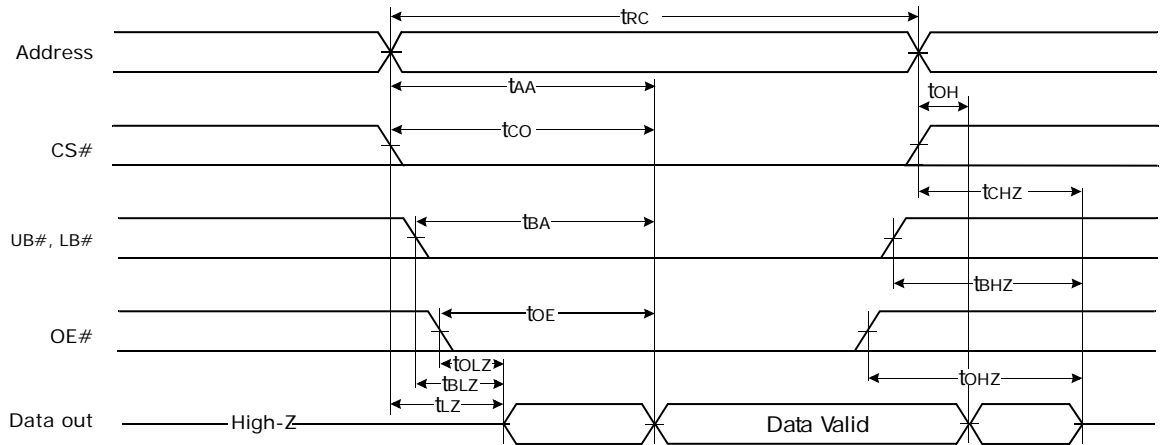 tRC
Address
tAA
tOH
tCO
CS#
tCHZ
tBA
UB#, LB#
tBHZ
tOE
OE#
tOLZ
tOHZ
tBLZ
tLZ
Data out
High-Z
Data Valid